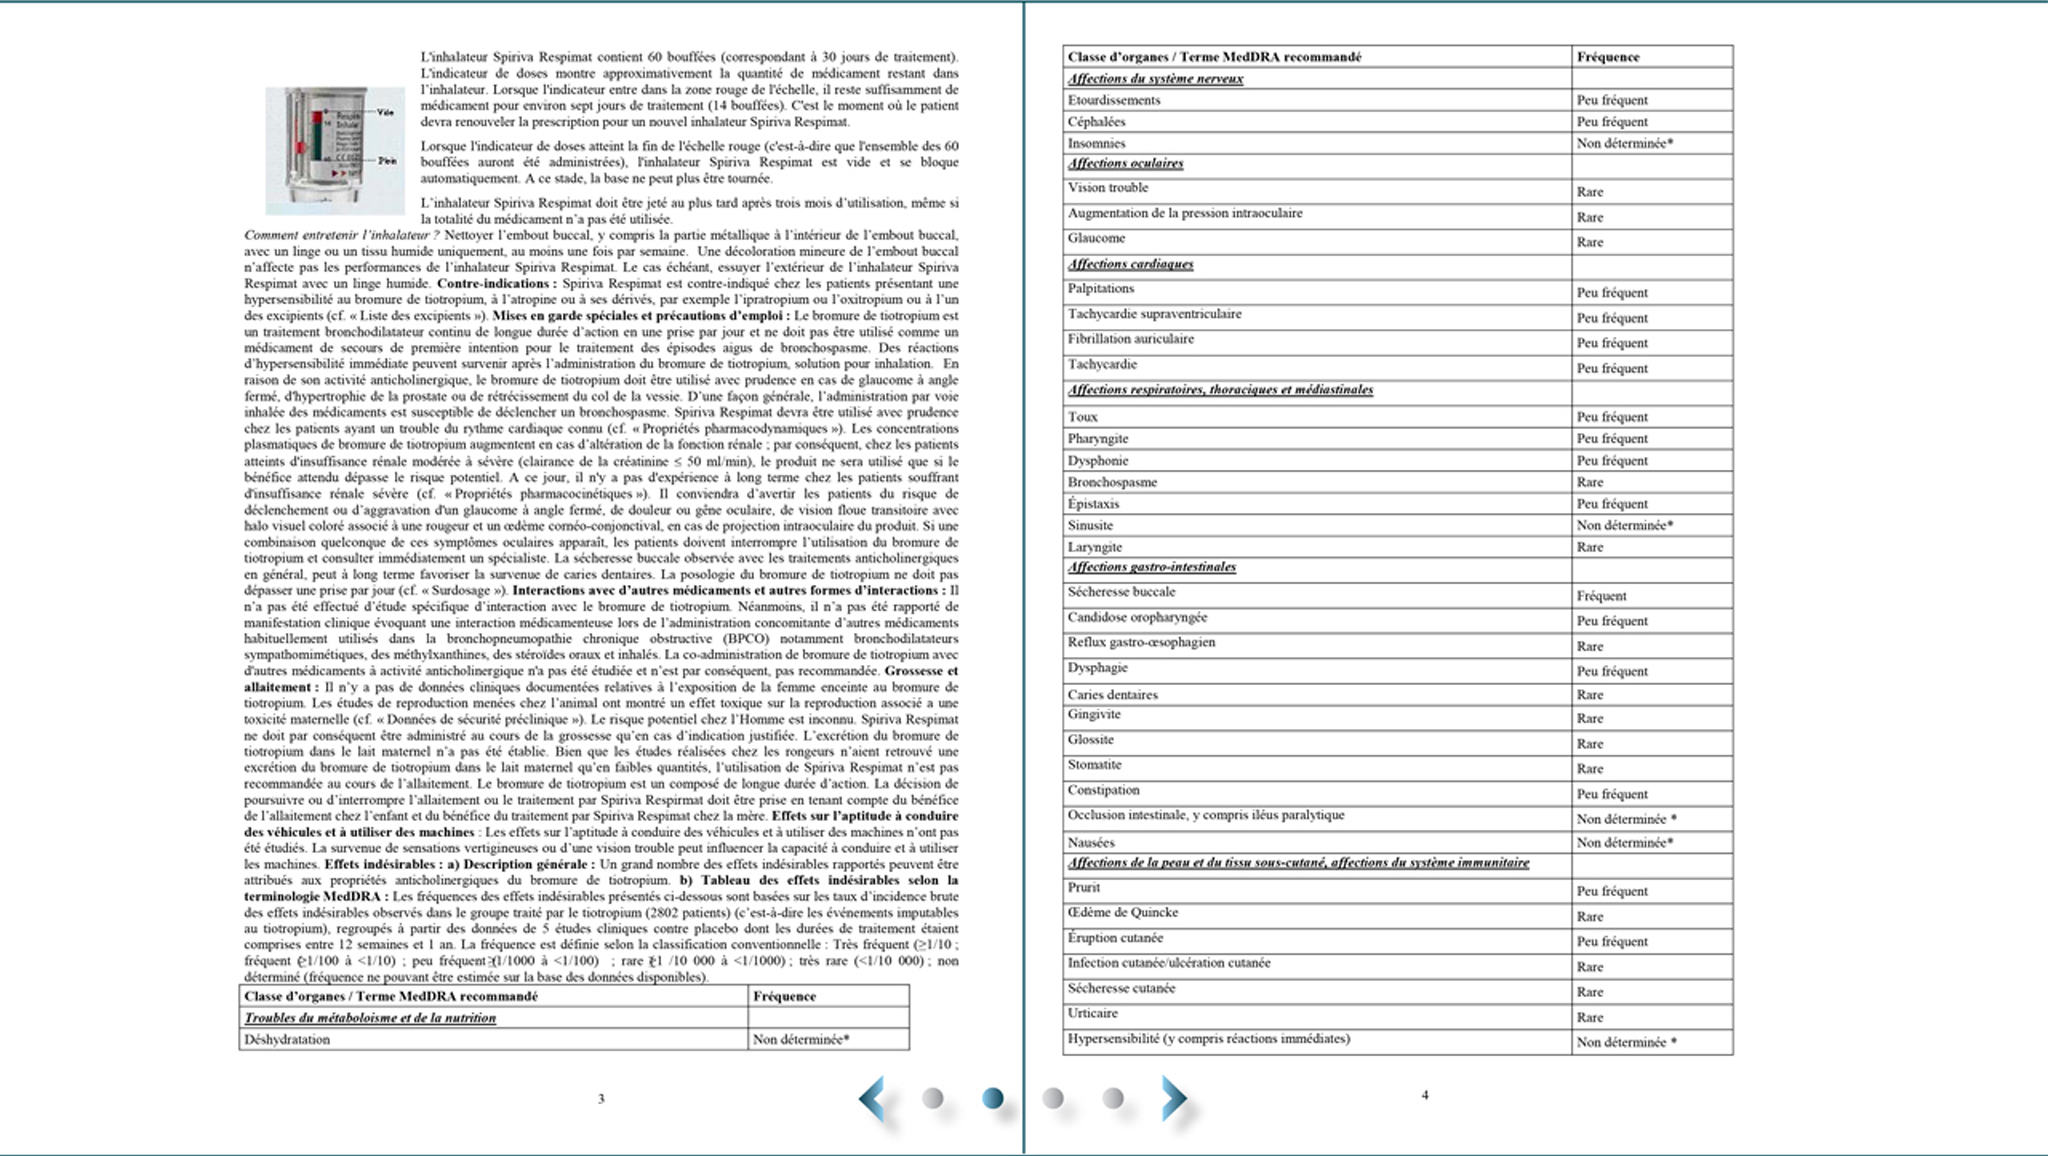 L'inhalateur Spiriva Respimat contient 60 bouffées (correspondant à 30 jours de traitement).
L'indicateur de doses montre approximativement la quantité de médicament restant dans
l’inhalateur. Lorsque l'indicateur entre dans la zone rouge de l'échelle, il reste suffisamment de
médicament pour environ sept jours de traitement (14 bouffées). C'est le moment où le patient
devra renouveler la prescription pour un nouvel inhalateur Spiriva Respimat.
Vide
Plein
Lorsque l'indicateur de doses atteint la fin de l'échelle rouge (c'est-à-dire que l'ensemble des 60
bouffées auront été administrées), l'inhalateur Spiriva Respimat est vide et se bloque
automatiquement. A ce stade, la base ne peut plus être tournée.
L’inhalateur Spiriva Respimat doit être jeté au plus tard après trois mois d’utilisation, même si
la totalité du médicament n’a pas été utilisée.
Comment entretenir l’inhalateur ? Nettoyer l’embout buccal, y compris la partie métallique à l’intérieur de l’embout buccal,
avec un linge ou un tissu humide uniquement, au moins une fois par semaine. Une décoloration mineure de l’embout buccal
n’affecte pas les performances de l’inhalateur Spiriva Respimat. Le cas échéant, essuyer l’extérieur de l’inhalateur Spiriva
Respimat avec un linge humide. Contre-indications : Spiriva Respimat est contre-indiqué chez les patients présentant une
hypersensibilité au bromure de tiotropium, à l’atropine ou à ses dérivés, par exemple l’ipratropium ou l’oxitropium ou à l’un
des excipients (cf. « Liste des excipients »). Mises en garde spéciales et précautions d’emploi : Le bromure de tiotropium est
un traitement bronchodilatateur continu de longue durée d’action en une prise par jour et ne doit pas être utilisé comme un
médicament de secours de première intention pour le traitement des épisodes aigus de bronchospasme. Des réactions
d’hypersensibilité immédiate peuvent survenir après l’administration du bromure de tiotropium, solution pour inhalation. En
raison de son activité anticholinergique, le bromure de tiotropium doit être utilisé avec prudence en cas de glaucome à angle
fermé, d'hypertrophie de la prostate ou de rétrécissement du col de la vessie. D’une façon générale, l’administration par voie
inhalée des médicaments est susceptible de déclencher un bronchospasme. Spiriva Respimat devra être utilisé avec prudence
chez les patients ayant un trouble du rythme cardiaque connu (cf. « Propriétés pharmacodynamiques »). Les concentrations
plasmatiques de bromure de tiotropium augmentent en cas d’altération de la fonction rénale ; par conséquent, chez les patients
atteints d'insuffisance rénale modérée à sévère (clairance de la créatinine ≤ 50 ml/min), le produit ne sera utilisé que si le
bénéfice attendu dépasse le risque potentiel. A ce jour, il n'y a pas d'expérience à long terme chez les patients souffrant
d'insuffisance rénale sévère (cf. « Propriétés pharmacocinétiques »). Il conviendra d’avertir les patients du risque de
déclenchement ou d’aggravation d'un glaucome à angle fermé, de douleur ou gêne oculaire, de vision floue transitoire avec
halo visuel coloré associé à une rougeur et un œdème cornéo-conjonctival, en cas de projection intraoculaire du produit. Si une
combinaison quelconque de ces symptômes oculaires apparaît, les patients doivent interrompre l’utilisation du bromure de
tiotropium et consulter immédiatement un spécialiste. La sécheresse buccale observée avec les traitements anticholinergiques
en général, peut à long terme favoriser la survenue de caries dentaires. La posologie du bromure de tiotropium ne doit pas
dépasser une prise par jour (cf. « Surdosage »). Interactions avec d’autres médicaments et autres formes d’interactions : Il
n’a pas été effectué d’étude spécifique d’interaction avec le bromure de tiotropium. Néanmoins, il n’a pas été rapporté de
manifestation clinique évoquant une interaction médicamenteuse lors de l’administration concomitante d’autres médicaments
habituellement utilisés dans la bronchopneumopathie chronique obstructive (BPCO) notamment bronchodilatateurs
sympathomimétiques, des méthylxanthines, des stéroïdes oraux et inhalés. La co-administration de bromure de tiotropium avec
d'autres médicaments à activité anticholinergique n'a pas été étudiée et n’est par conséquent, pas recommandée. Grossesse et
allaitement : Il n’y a pas de données cliniques documentées relatives à l’exposition de la femme enceinte au bromure de
tiotropium. Les études de reproduction menées chez l’animal ont montré un effet toxique sur la reproduction associé a une
toxicité maternelle (cf. « Données de sécurité préclinique »). Le risque potentiel chez l’Homme est inconnu. Spiriva Respimat
ne doit par conséquent être administré au cours de la grossesse qu’en cas d’indication justifiée. L’excrétion du bromure de
tiotropium dans le lait maternel n’a pas été établie. Bien que les études réalisées chez les rongeurs n’aient retrouvé une
excrétion du bromure de tiotropium dans le lait maternel qu’en faibles quantités, l’utilisation de Spiriva Respimat n’est pas
recommandée au cours de l’allaitement. Le bromure de tiotropium est un composé de longue durée d’action. La décision de
poursuivre ou d’interrompre l’allaitement ou le traitement par Spiriva Respirmat doit être prise en tenant compte du bénéfice
de l’allaitement chez l’enfant et du bénéfice du traitement par Spiriva Respimat chez la mère. Effets sur l’aptitude à conduire
des véhicules et à utiliser des machines : Les effets sur l’aptitude à conduire des véhicules et à utiliser des machines n’ont pas
été étudiés. La survenue de sensations vertigineuses ou d’une vision trouble peut influencer la capacité à conduire et à utiliser
les machines. Effets indésirables : a) Description générale : Un grand nombre des effets indésirables rapportés peuvent être
attribués aux propriétés anticholinergiques du bromure de tiotropium. b) Tableau des effets indésirables selon la
terminologie MedDRA : Les fréquences des effets indésirables présentés ci-dessous sont basées sur les taux d’incidence brute
des effets indésirables observés dans le groupe traité par le tiotropium (2802 patients) (c’est-à-dire les événements imputables
au tiotropium), regroupés à partir des données de 5 études cliniques contre placebo dont les durées de traitement étaient
comprises entre 12 semaines et 1 an. La fréquence est définie selon la classification conventionnelle : Très fréquent (≥1/10 ;
fréquent (≥1/100 à <1/10) ; peu fréquent (≥1/1000 à <1/100) ; rare (≥1 /10 000 à <1/1000) ; très rare (<1/10 000) ; non
déterminé (fréquence ne pouvant être estimée sur la base des données disponibles).
Classe d’organes / Terme MedDRA recommandé Fréquence
Troubles du métaboloisme et de la nutrition
Déshydratation Non déterminée*
3
Classe d’organes / Terme MedDRA recommandé Fréquence
Affections du système nerveux
Etourdissements Peu fréquent
Céphalées Peu fréquent
Insomnies Non déterminée*
Affections oculaires
Vision trouble Rare
Augmentation de la pression intraoculaire Rare
Glaucome Rare
Affections cardiaques
Palpitations Peu fréquent
Tachycardie supraventriculaire Peu fréquent
Fibrillation auriculaire Peu fréquent
Tachycardie Peu fréquent
Affections respiratoires, thoraciques et médiastinales
Toux Peu fréquent
Pharyngite Peu fréquent
Dysphonie Peu fréquent
Bronchospasme Rare
Épistaxis Peu fréquent
Sinusite Non déterminée*
Laryngite Rare
Affections gastro-intestinales
Sécheresse buccale Fréquent
Candidose oropharyngée Peu fréquent
Reflux gastro-œsophagien Rare
Dysphagie Peu fréquent
Caries dentaires Rare
Gingivite Rare
Glossite Rare
Stomatite Rare
Constipation Peu fréquent
Occlusion intestinale, y compris iléus paralytique Non déterminée *
Nausées Non déterminée*
Affections de la peau et du tissu sous-cutané, affections du système immunitaire
Prurit Peu fréquent
Œdème de Quincke Rare
Éruption cutanée Peu fréquent
Infection cutanée/ulcération cutanée Rare
Sécheresse cutanée Rare
Urticaire Rare
Hypersensibilité (y compris réactions immédiates) Non déterminée *
4